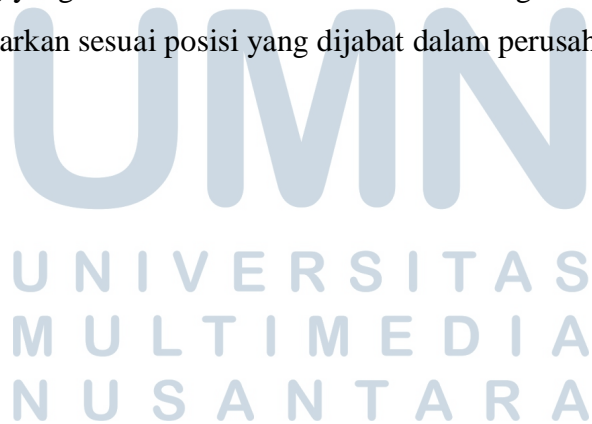 arkan sesuai posisi yang dijabat dalam perusah
UMN
UNIVERSITAS
MULTIMEDIA
NUSANTARA